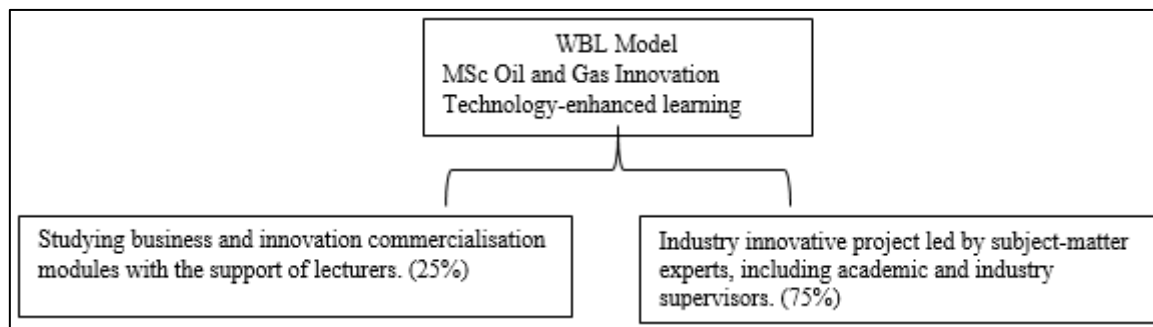 WBL Model
MSc Oil and Gas Innovation
Technology-enhanced learning
Studying business and innovation commercialisation
modules with the support of lecturers. (25%)
Industry innovative project led by subject-matter
experts, including academic and industry
supervisors. (75%)